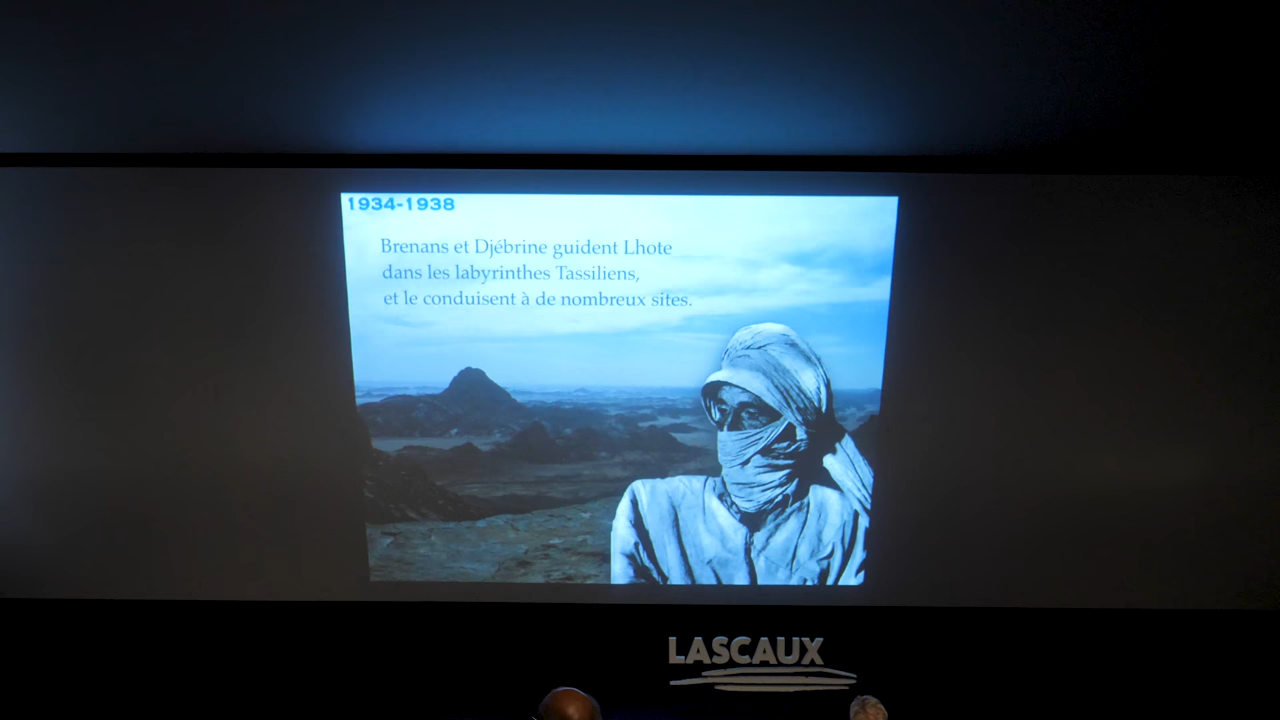 1934-1938
Brenans et Djébrine guident Lhote
dans les labyrinthes Tassiliens,
et le conduisent à de nombreux sites.
LASCAUX